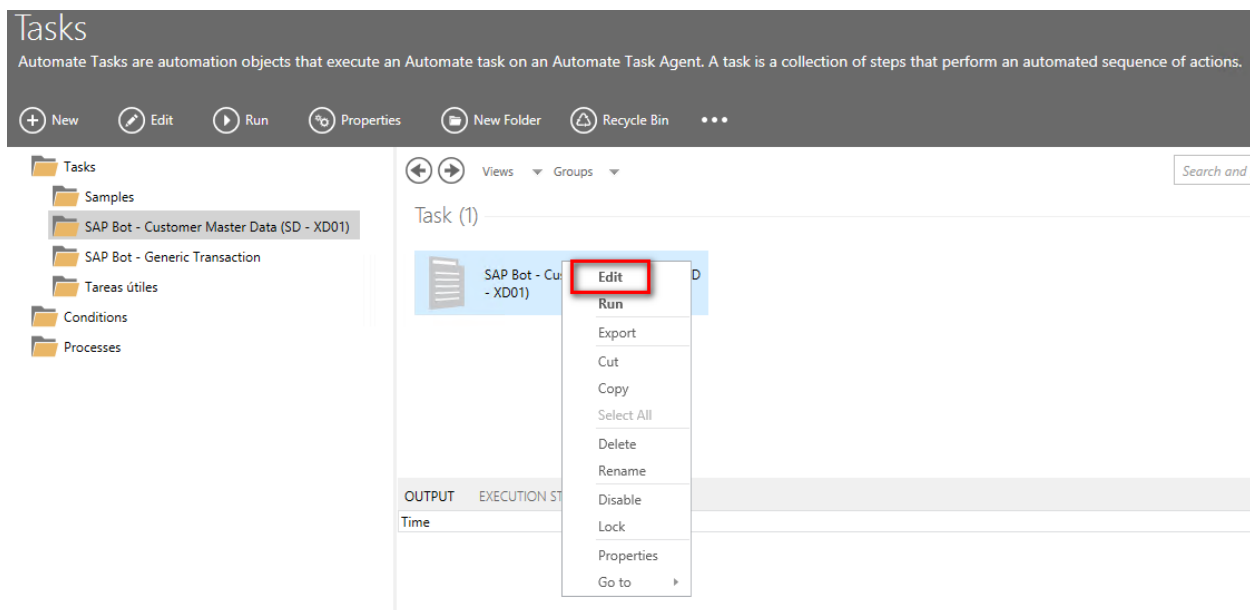 Tasks
Automate Tasks are automation objects that execute an Automate task on an Automate Task Agent. A task is a collection of steps that perform an automated sequence of actions.
New Edit Run Properties New Folder Recycle Bin
Tasks
Samples
SAP Bot - Customer Master Data (SD - XD01)
SAP Bot - Generic Transaction
Tareas útiles
Conditions
Processes
Views Groups
Search and
Task (1)
SAP Bot - Cu D
- XD01)
Edit
Run
Export
Cut
Copy
Select All
Delete
Rename
Disable
Lock
Properties
Go to
OUTPUT EXECUTION ST
Time